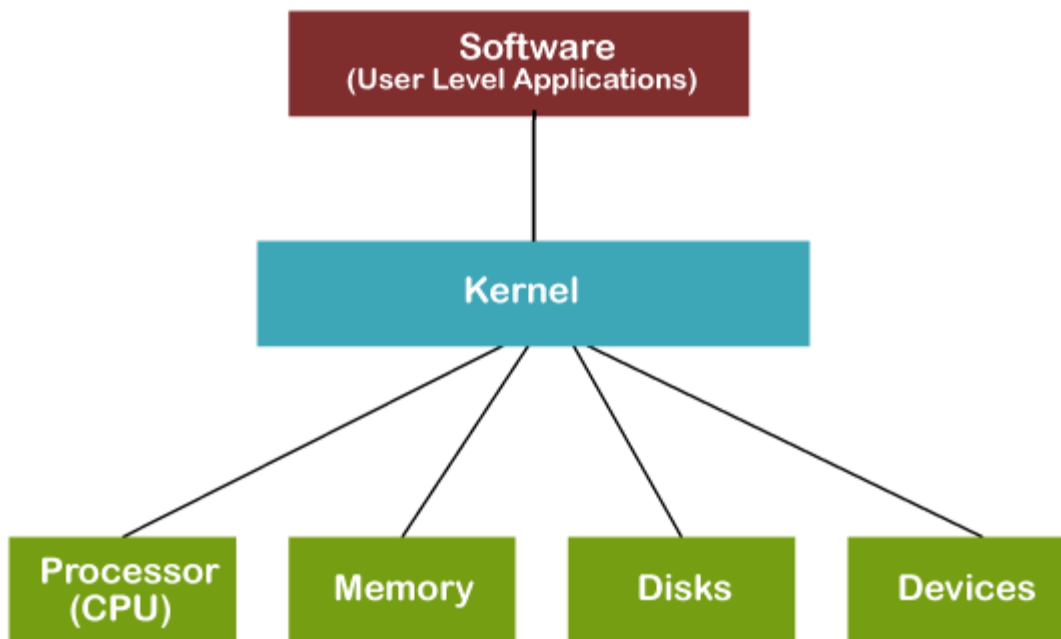 Software
(User Level Applications)
Kernel
Processor
(CPU)
Memory
Disks
Devices